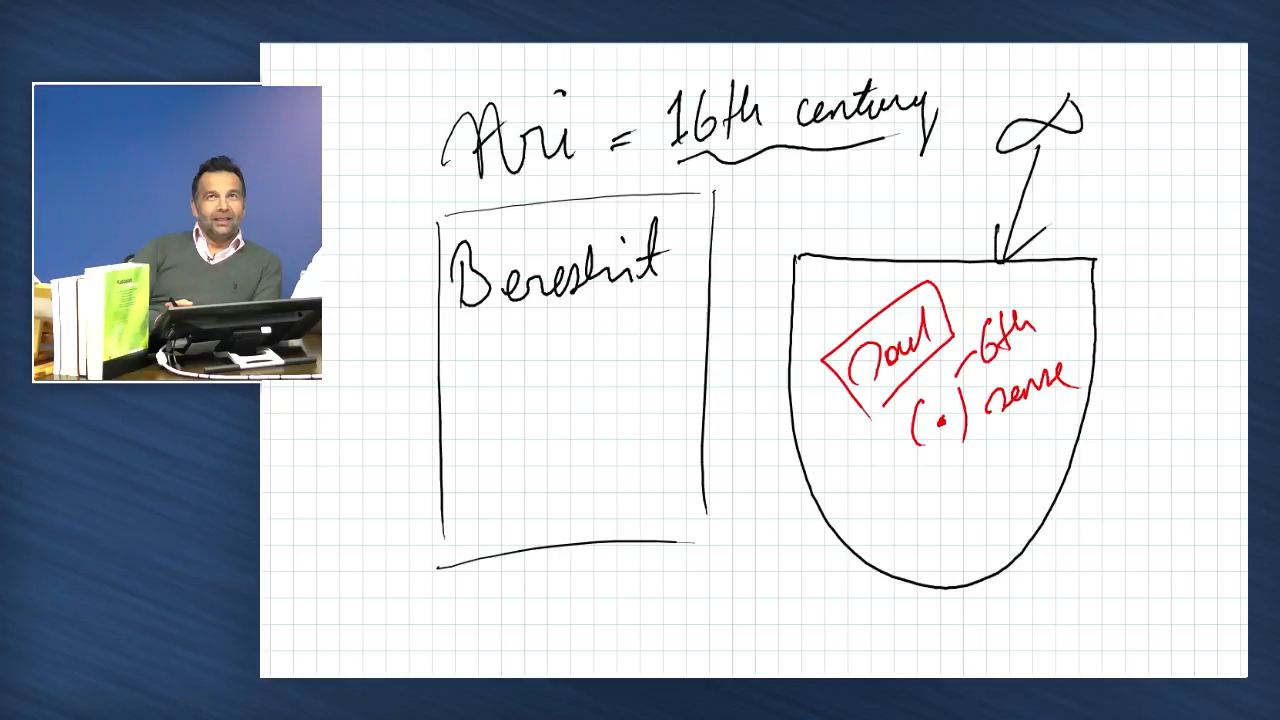 Ari = 16th century
∞
Bereshit
soul
6th
(•) sense